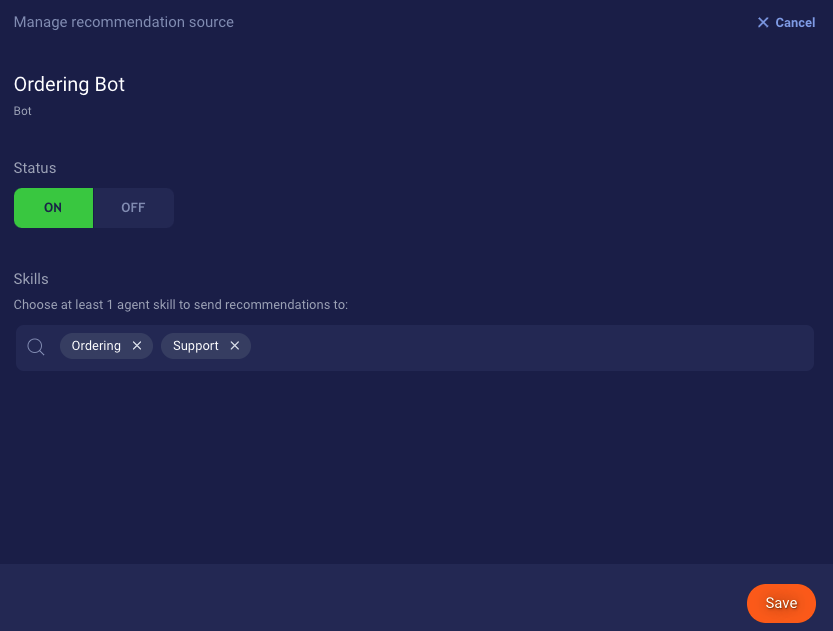 Manage recommendation source
Cancel
Ordering Bot
Bot
Status
ON OFF
Skills
Choose at least 1 agent skill to send recommendations to:
Ordering Support
Save